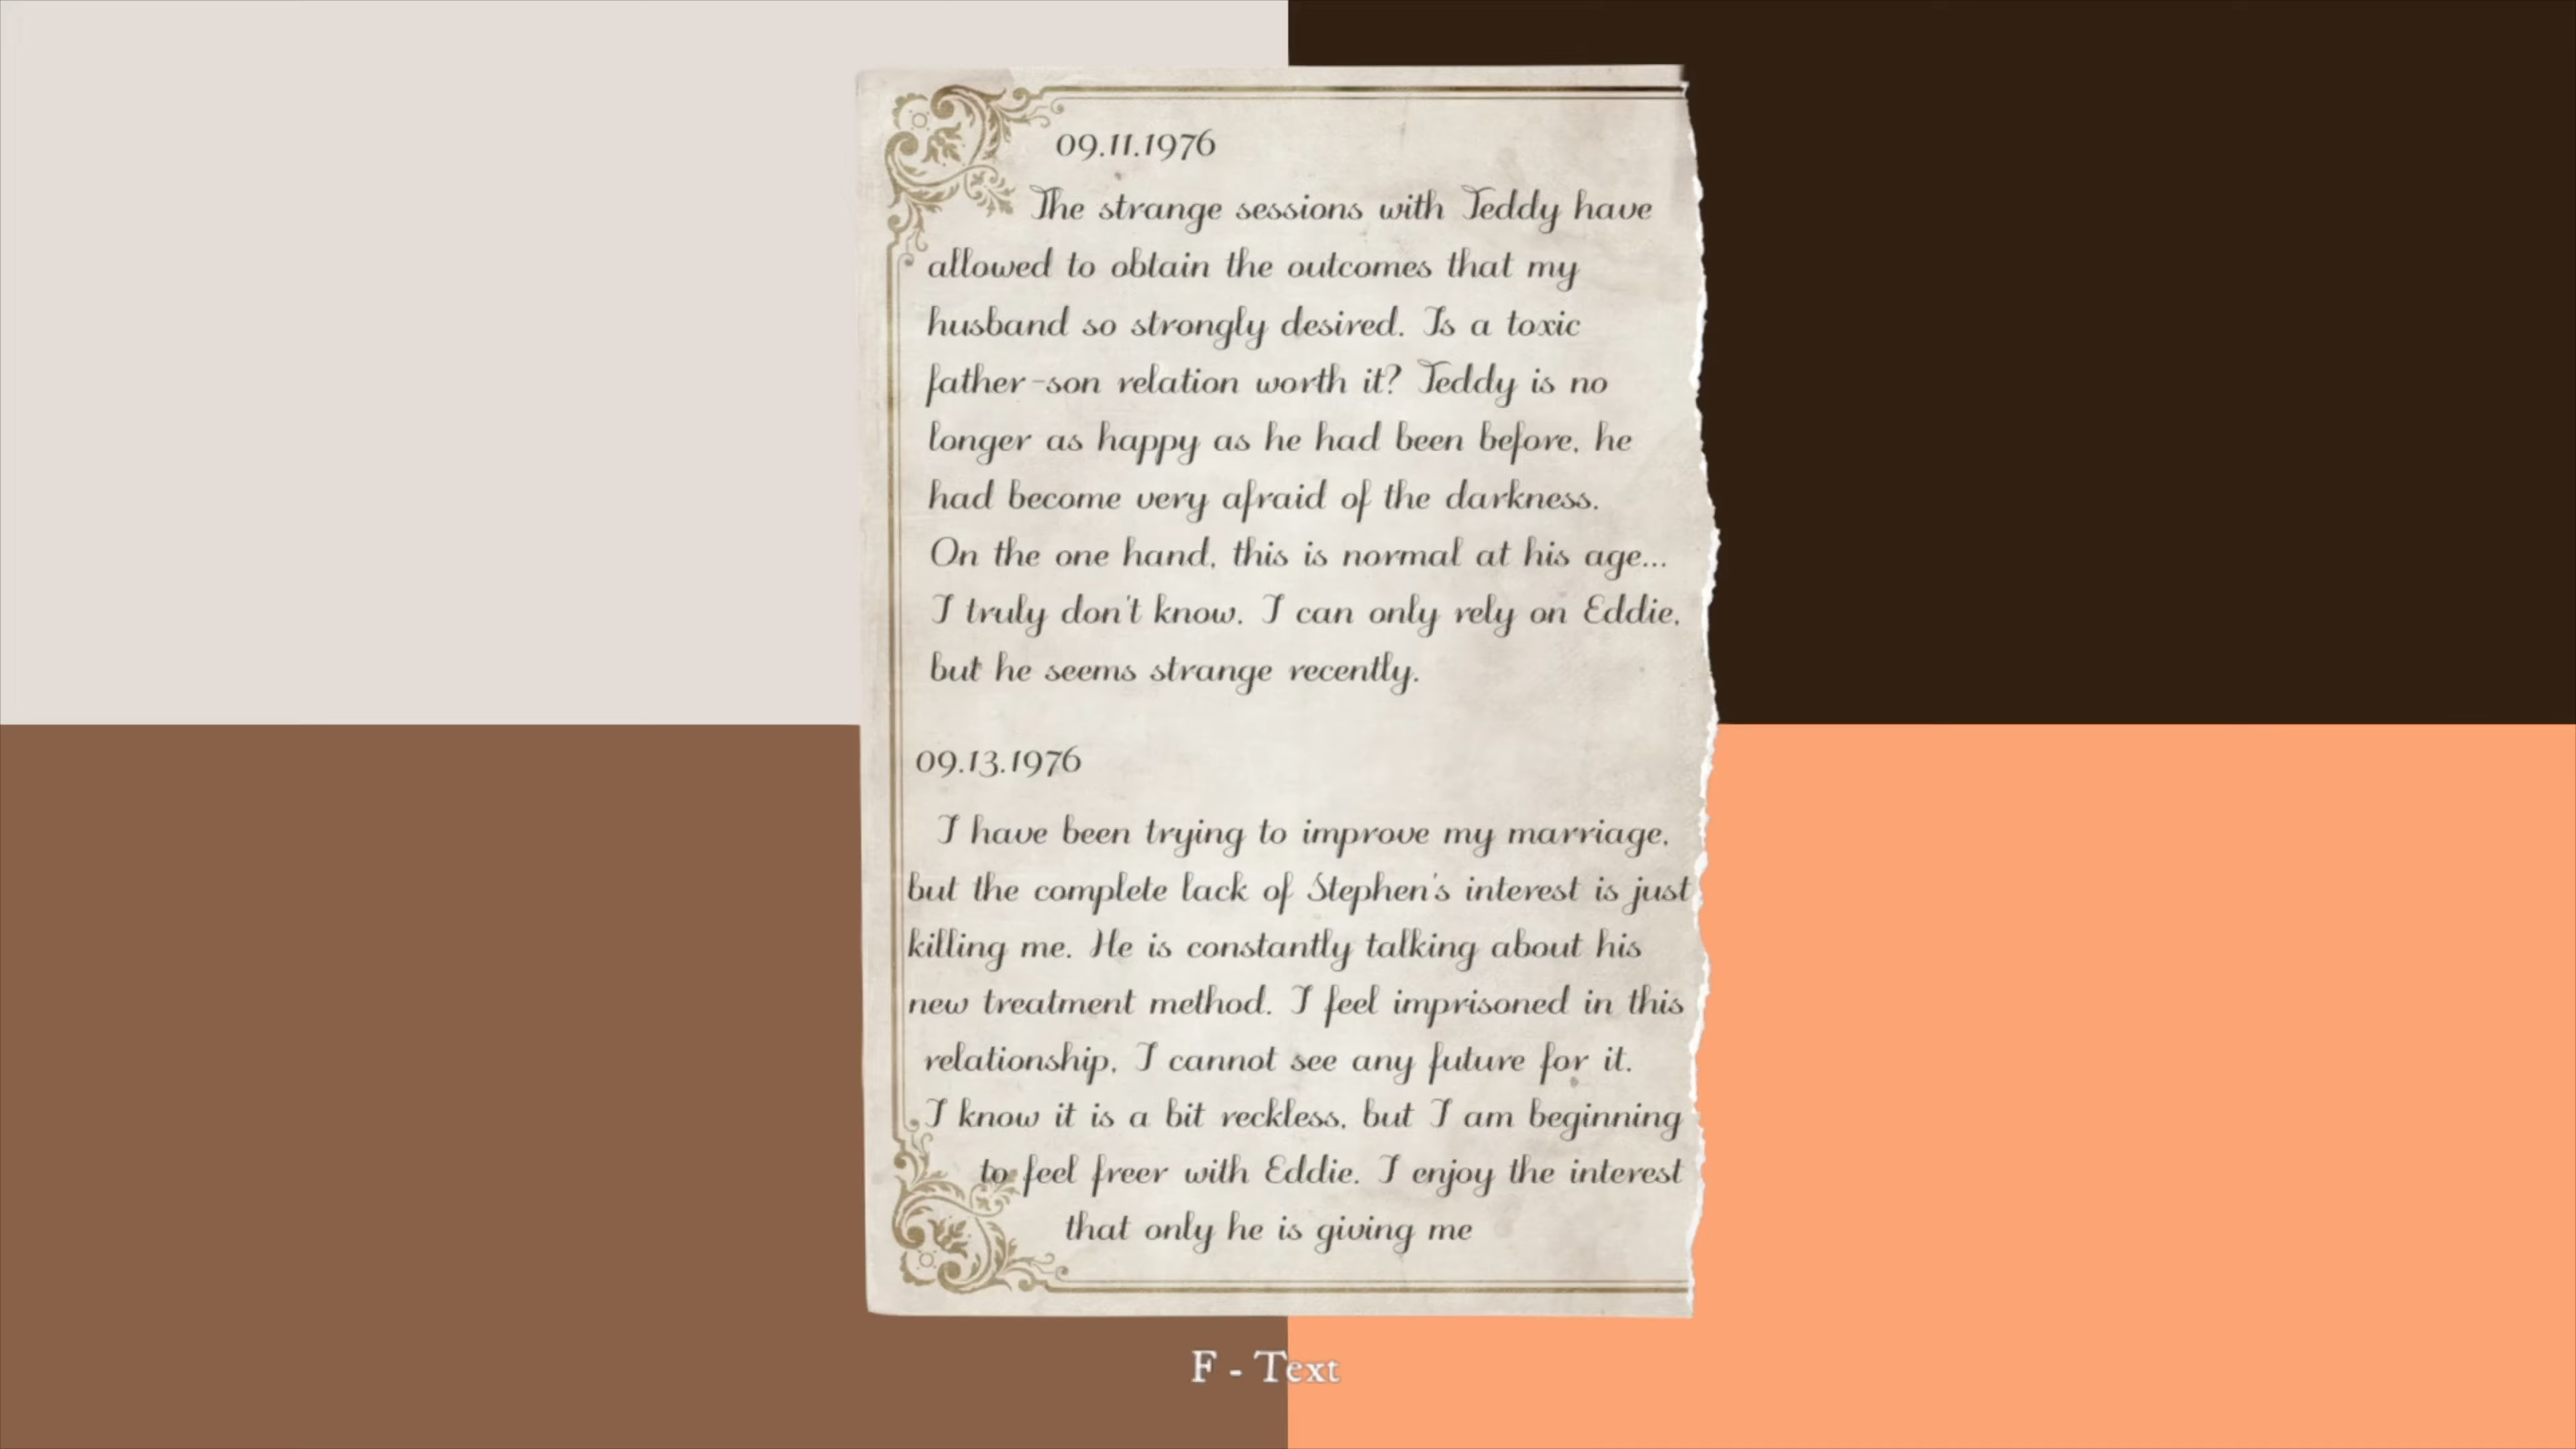 09.11.1976
The strange sessions with Teddy have
allowed to obtain the outcomes that my
husband so strongly desired. Is a toxic
father-son relation worth it? Teddy is no
longer as happy as he had been before, he
had become very afraid of the darkness.
On the one hand, this is normal at his age...
I truly don't know. I can only rely on Eddie,
but he seems strange recently.
09.13.1976
I have been trying to improve my marriage,
but the complete lack of Stephen's interest is just
killing me. He is constantly talking about his
new treatment method. I feel imprisoned in this
relationship, I cannot see any future for it.
I know it is a bit reckless, but I am beginning
to feel freer with Eddie. I enjoy the interest
that only he is giving me
F - Text